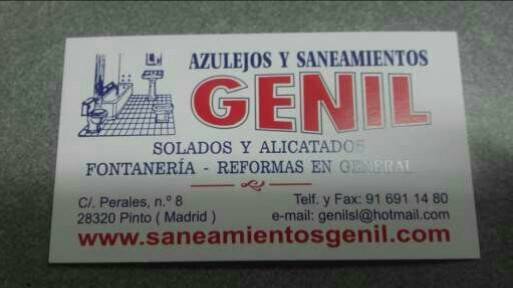 AZULEJOS Y SANEAMIENTOS
GENIL
SOLADOS Y ALICATADOS
FONTANERÍA - REFORMAS EN GENERAL
C/. Perales, n.º 8
28320 Pinto ( Madrid )
Telf. y Fax: 91 691 14 80
e-mail: genilsl@hotmail.com
www.saneamientosgenil.com